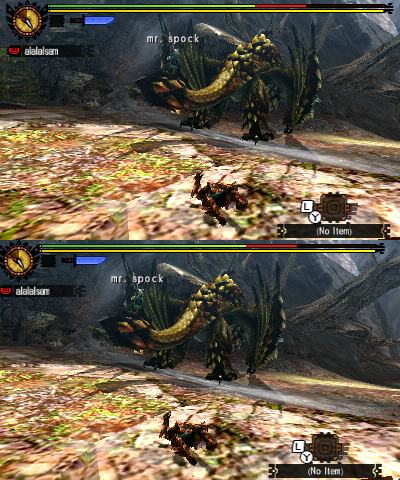 mr. spock
alalalsam
L
Y
(No Item)
mr. spock
alalalsam
L
Y
(No Item)